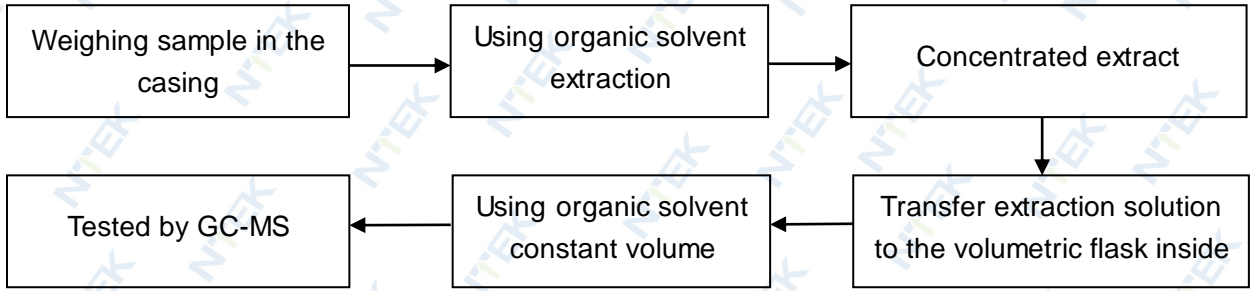 Weighing sample in the
casing
Using organic solvent
extraction
Concentrated extract
Transfer extraction solution
to the volumetric flask inside
Using organic solvent
constant volume
Tested by GC-MS
NTEK